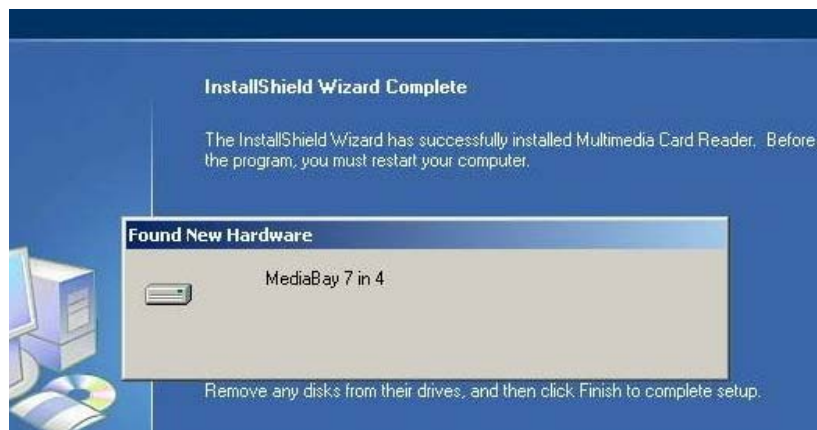 InstallShield Wizard Complete
The InstallShield Wizard has successfully installed Multimedia Card Reader. Before
the program, you must restart your computer.
Found New Hardware
MediaBay 7 in 4
Remove any disks from their drives, and then click Finish to complete setup.